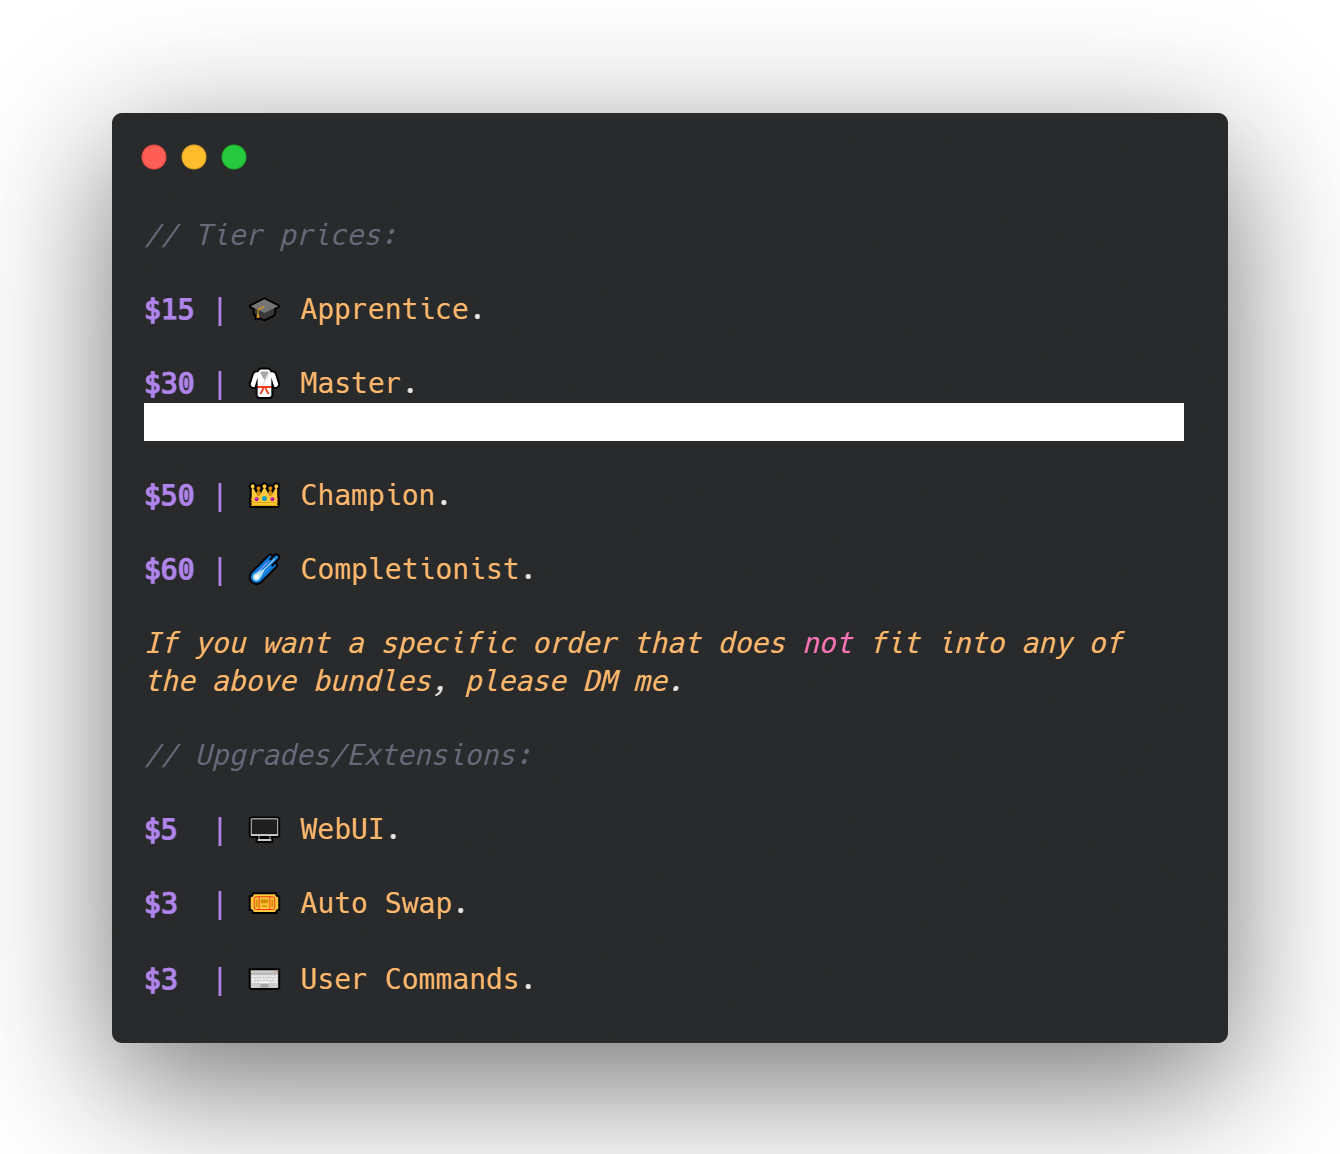 // Tier prices:
$15 | 🎓 Apprentice.
$30 | 🥋 Master.
$50 | 👑 Champion.
$60 | ☄️ Completionist.
If you want a specific order that does not fit into any of
the above bundles, please DM me.
// Upgrades/Extensions:
$5  | 🖥️ WebUI.
$3  | 🎟️ Auto Swap.
$3  | ⌨️ User Commands.